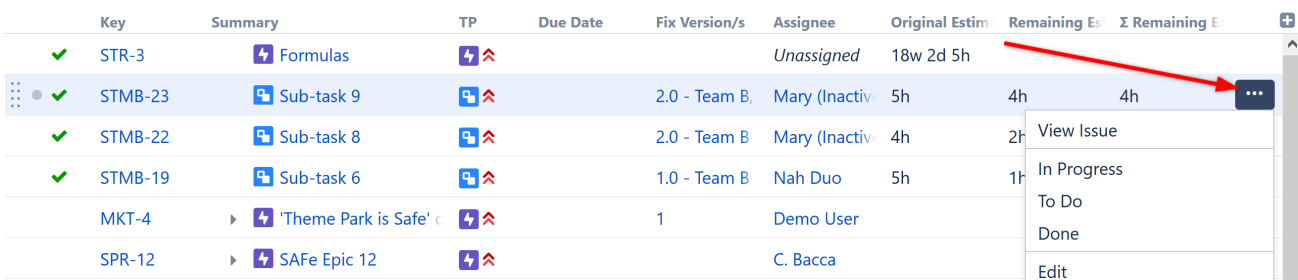 Key Summary TP Due Date Fix Version/s Assignee Original Estim Remaining Es Σ Remaining E
STR-3 Formulas Unassigned 18w 2d 5h
STMB-23 Sub-task 9 2.0 - Team B, Mary (Inactive 5h 4h 4h
STMB-22 Sub-task 8 2.0 - Team B Mary (Inactiv 4h 2h
View Issue
STMB-19 Sub-task 6 1.0 - Team B Nah Duo 5h 1h
In Progress
To Do
MKT-4 'Theme Park is Safe' 1 Demo User
Done
SPR-12 SAFe Epic 12 C. Bacca
Edit